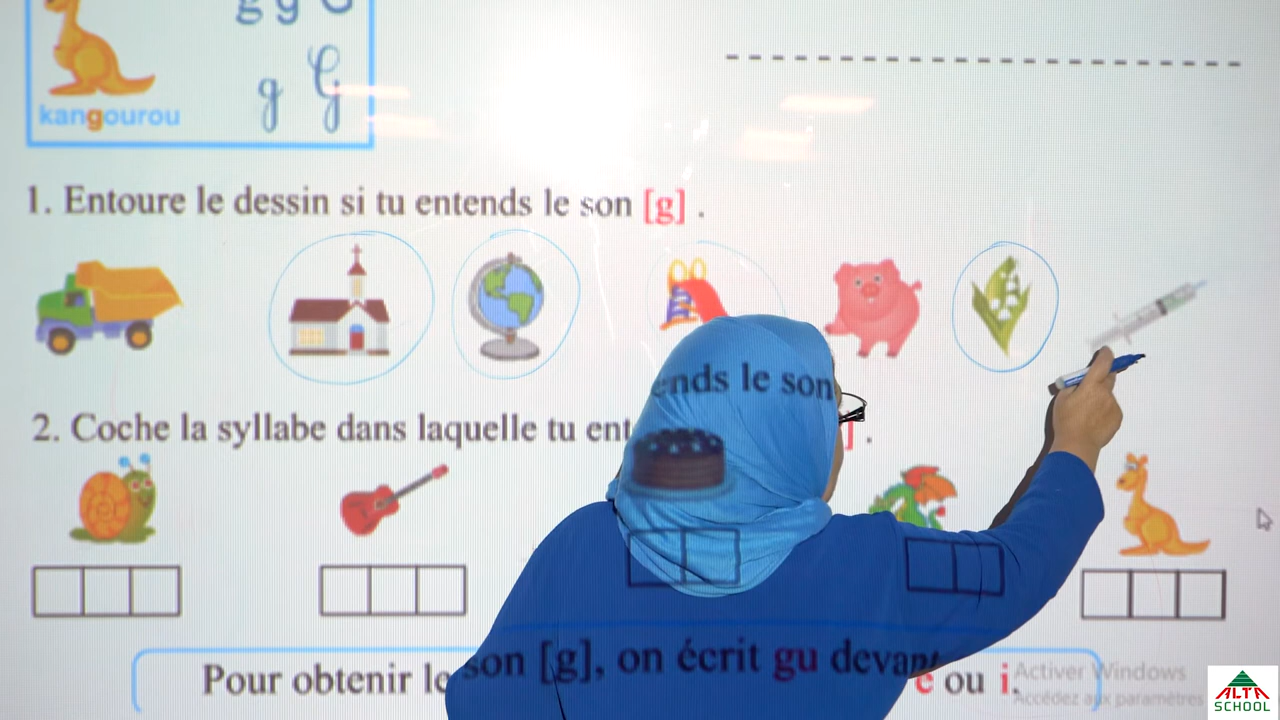 g g G
g G
kangourou
1. Entoure le dessin si tu entends le son [g] .
2. Coche la syllabe dans laquelle tu ent ends le son ] .
Pour obtenir le son [g], on écrit gu devant e ou i.
Activer Windows
Accédez aux paramètres
ALTA
SCHOOL